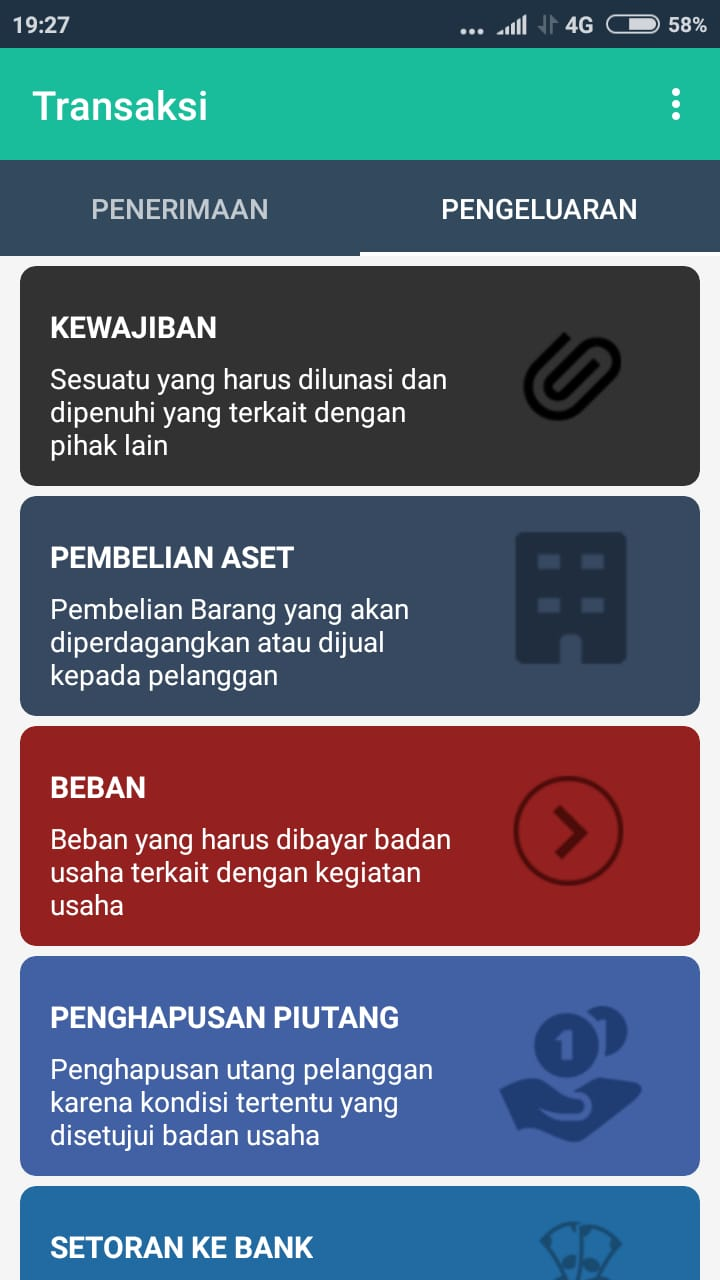 19:27
4G
58%
Transaksi
PENERIMAAN
PENGELUARAN
KEWAJIBAN
Sesuatu yang harus dilunasi dan
dipenuhi yang terkait dengan
pihak lain
PEMBELIAN ASET
Pembelian Barang yang akan
diperdagangkan atau dijual
kepada pelanggan
BEBAN
Beban yang harus dibayar badan
usaha terkait dengan kegiatan
usaha
PENGHAPUSAN PIUTANG
Penghapusan utang pelanggan
karena kondisi tertentu yang
disetujui badan usaha
1
1
SETORAN KE BANK